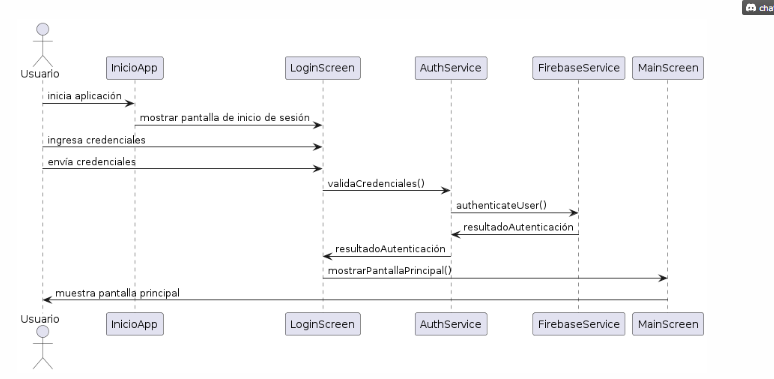 chat
Usuario
InicioApp
LoginScreen
AuthService
FirebaseService
MainScreen
inicia aplicación
mostrar pantalla de inicio de sesión
ingresa credenciales
envía credenciales
validaCredenciales()
authenticateUser()
resultadoAutenticación
resultadoAutenticación
mostrarPantallaPrincipal()
muestra pantalla principal
Usuario
InicioApp
LoginScreen
AuthService
FirebaseService
MainScreen